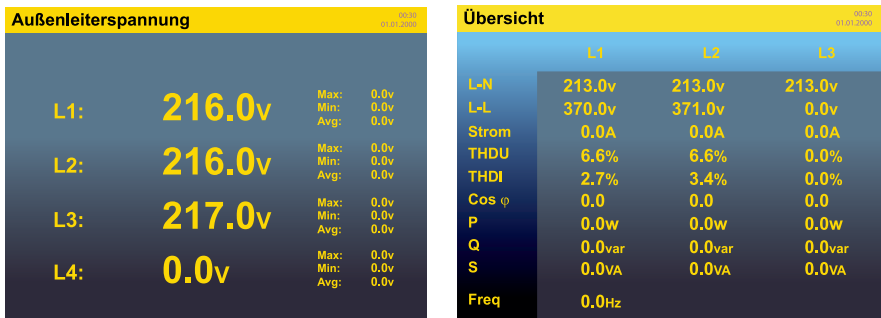 Außenleiterspannung
00:30
01.01.2000
L1: 216.0v
Max: 0.0v
Min: 0.0v
Avg: 0.0v
L2: 216.0v
Max: 0.0v
Min: 0.0v
Avg: 0.0v
L3: 217.0v
Max: 0.0v
Min: 0.0v
Avg: 0.0v
L4: 0.0v
Max: 0.0v
Min: 0.0v
Avg: 0.0v
Übersicht
00:30
01.01.2000
L1 L2 L3
L-N 213.0v 213.0v 213.0v
L-L 370.0v 371.0v 0.0v
Strom 0.0A 0.0A 0.0A
THDU 6.6% 6.6% 0.0%
THDI 2.7% 3.4% 0.0%
Cos φ 0.0 0.0 0.0
P 0.0w 0.0w 0.0w
Q 0.0var 0.0var 0.0var
S 0.0VA 0.0VA 0.0VA
Freq 0.0Hz